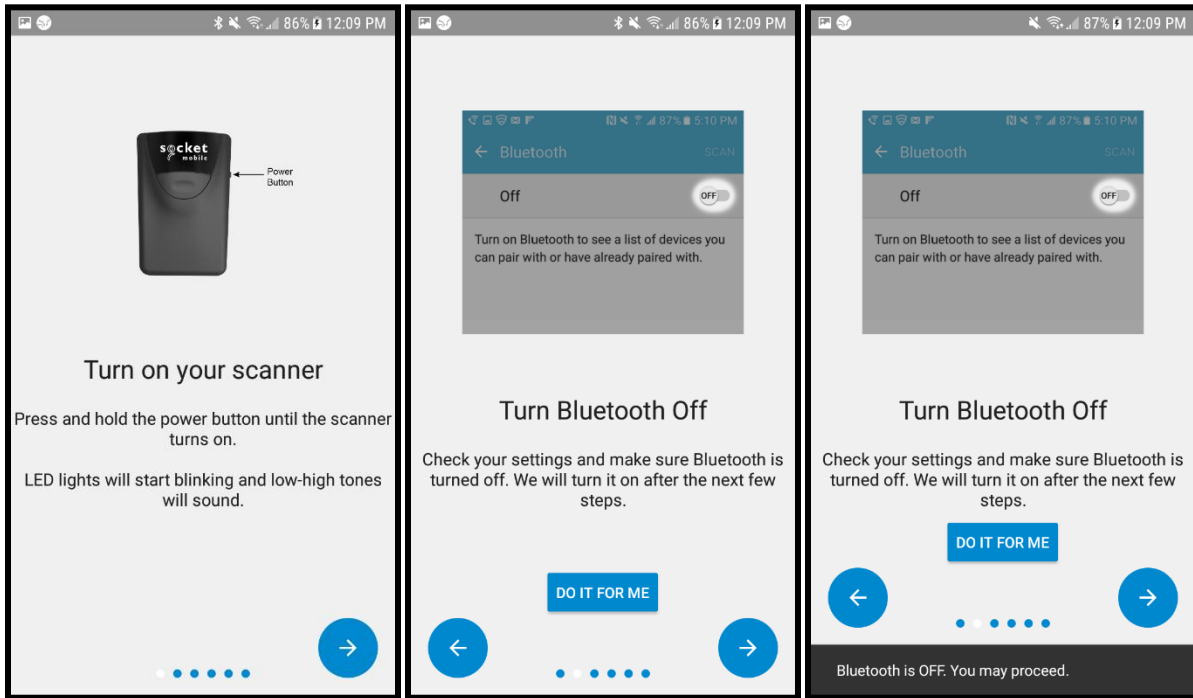 86% 12:09 PM
socket
mobile
Power
Button
Turn on your scanner
Press and hold the power button until the scanner
turns on.
LED lights will start blinking and low-high tones
will sound.
86% 12:09 PM
87% 5:10 PM
Bluetooth SCAN
Off OFF
Turn on Bluetooth to see a list of devices you
can pair with or have already paired with.
Turn Bluetooth Off
Check your settings and make sure Bluetooth is
turned off. We will turn it on after the next few
steps.
DO IT FOR ME
87% 12:09 PM
87% 5:10 PM
Bluetooth SCAN
Off OFF
Turn on Bluetooth to see a list of devices you
can pair with or have already paired with.
Turn Bluetooth Off
Check your settings and make sure Bluetooth is
turned off. We will turn it on after the next few
steps.
DO IT FOR ME
Bluetooth is OFF. You may proceed.